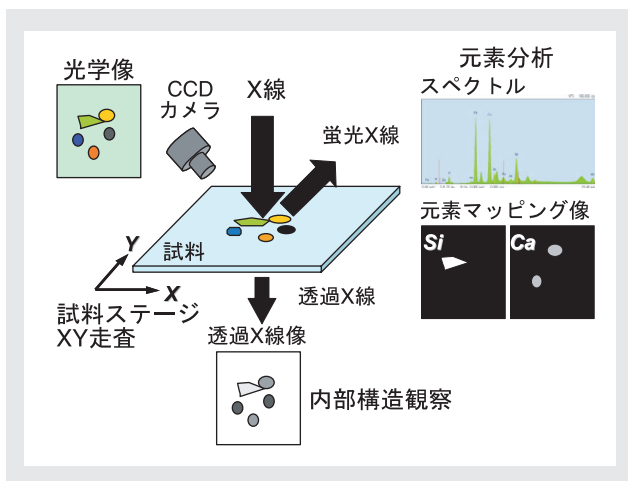 光学像
CCD
カメラ
X線
蛍光X線
元素分析
スペクトル
元素マッピング像
Si
Ca
試料
Y
X
試料ステージ
XY走査
透過X線
透過X線像
内部構造観察